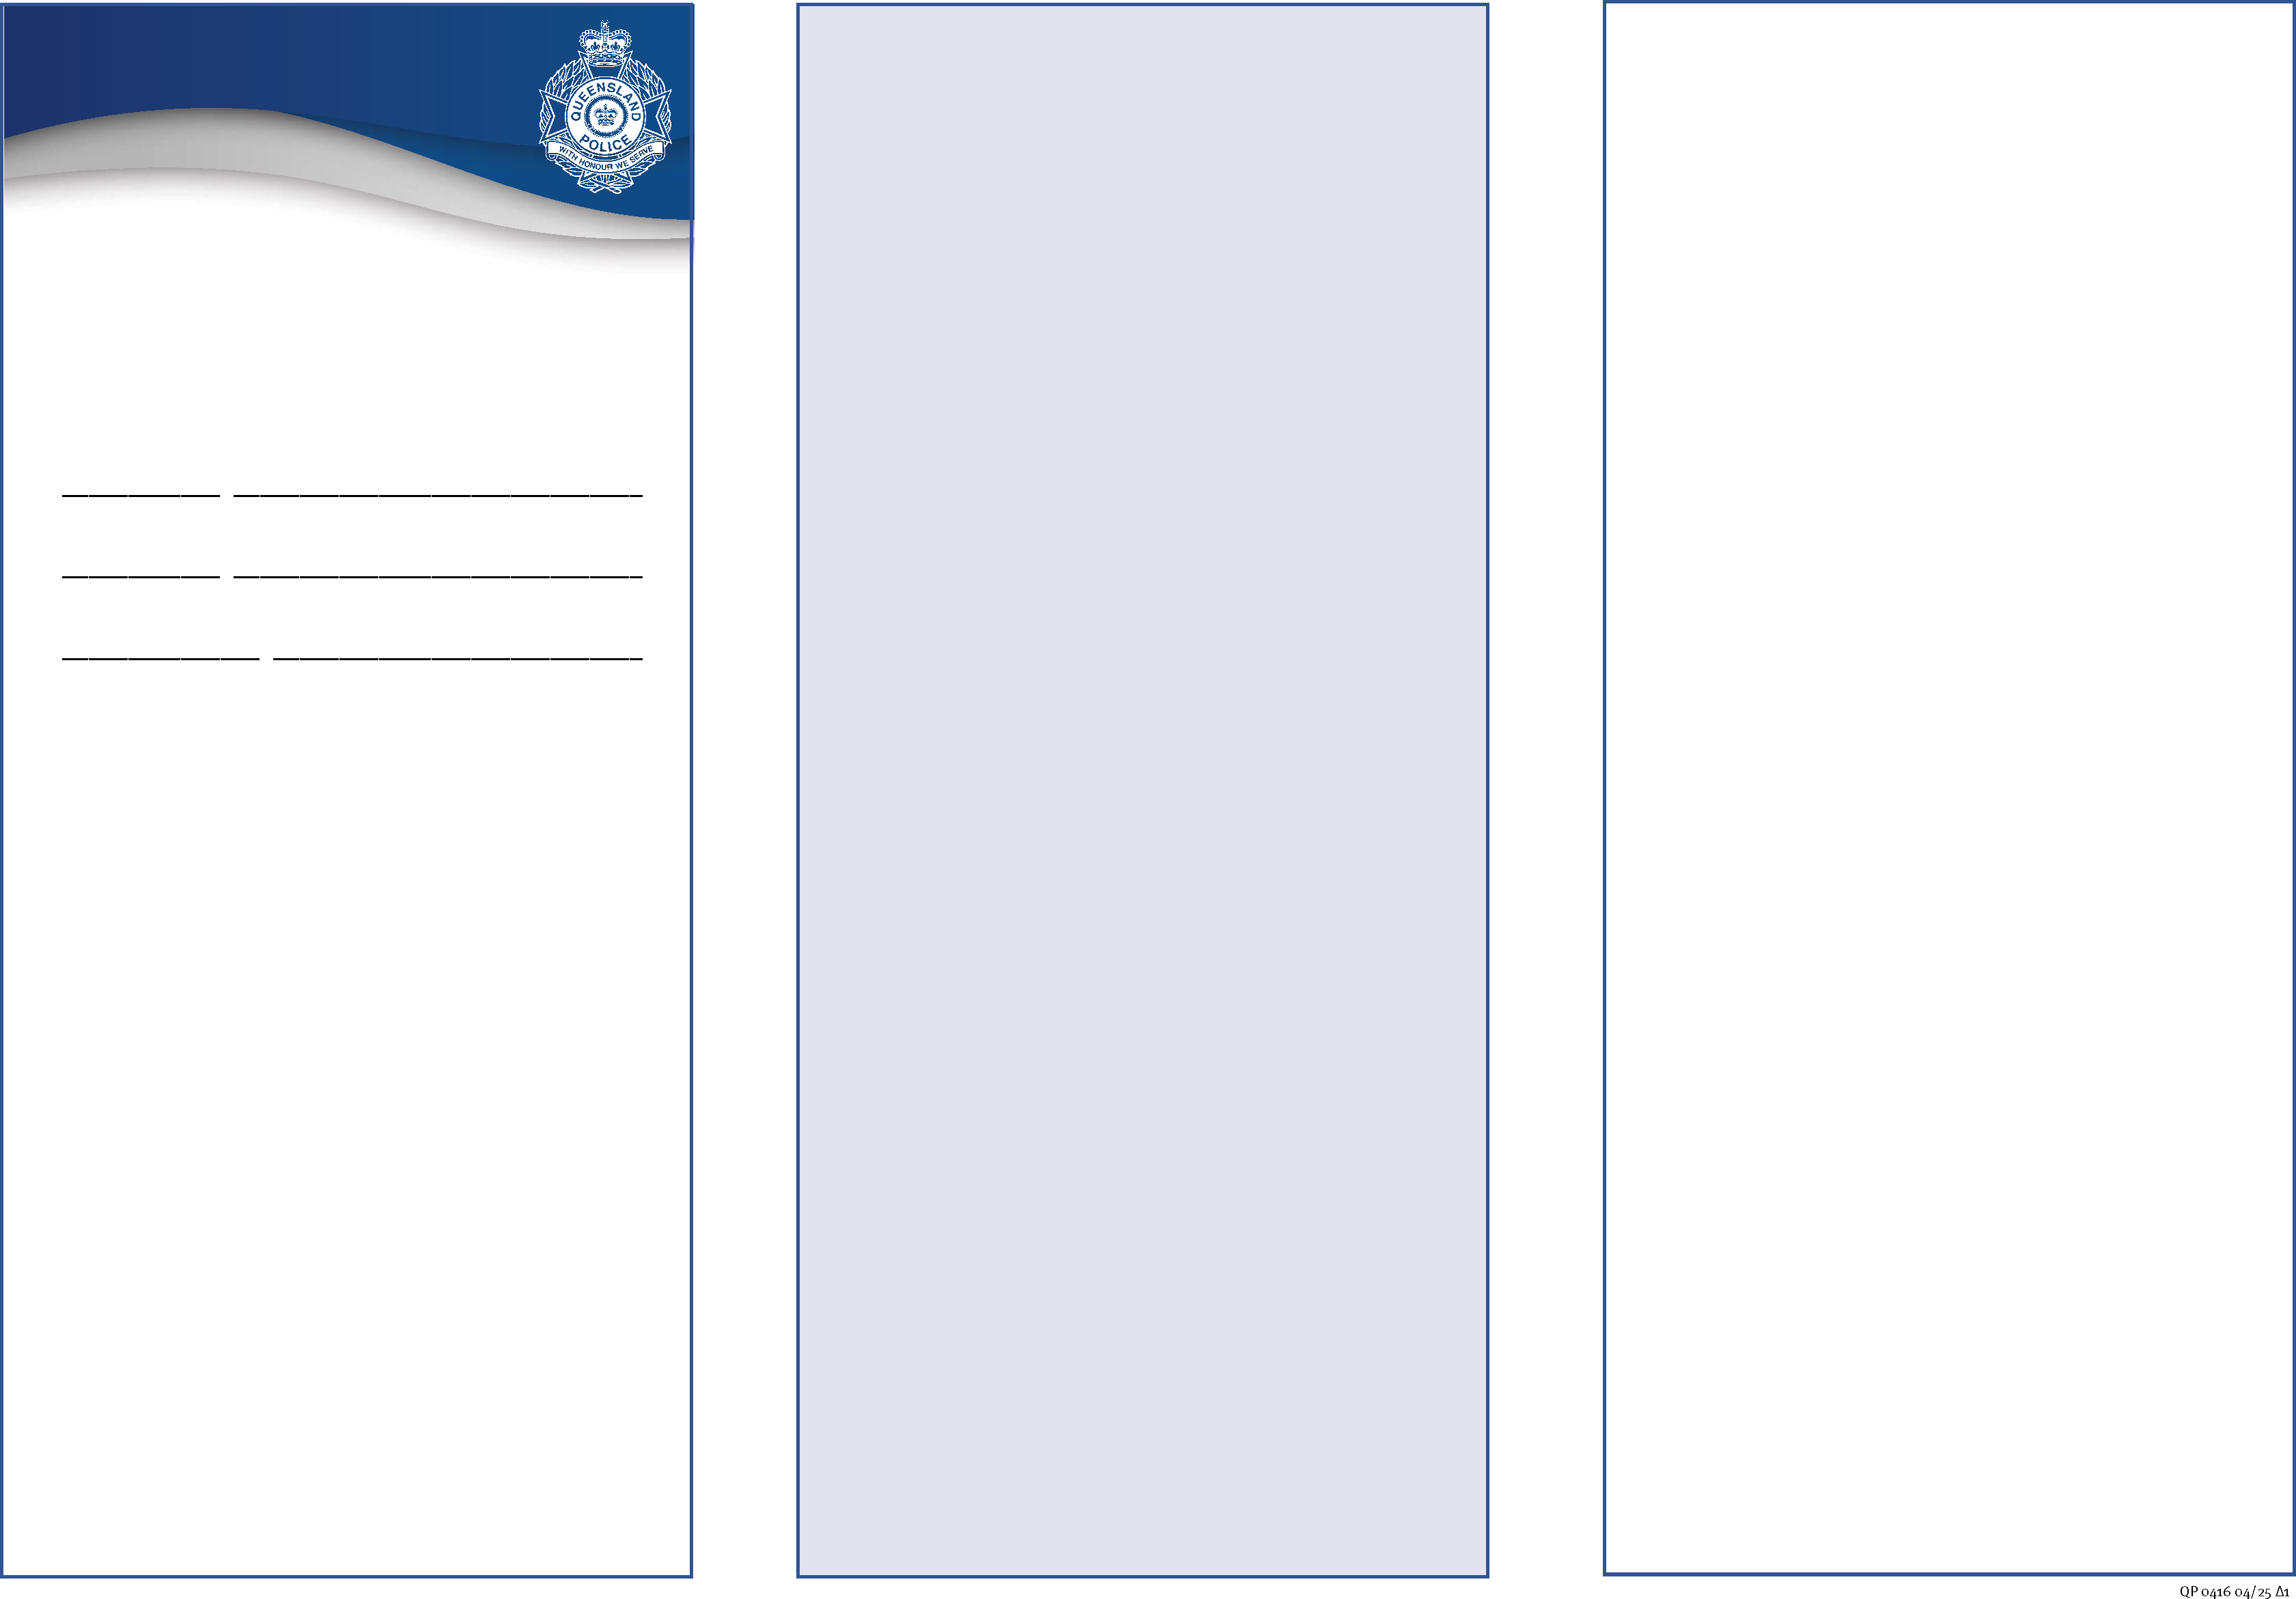 QUEENSLAND
POLICE
WITH HONOUR WE SERVE
QP 0416 04/25 Δ1